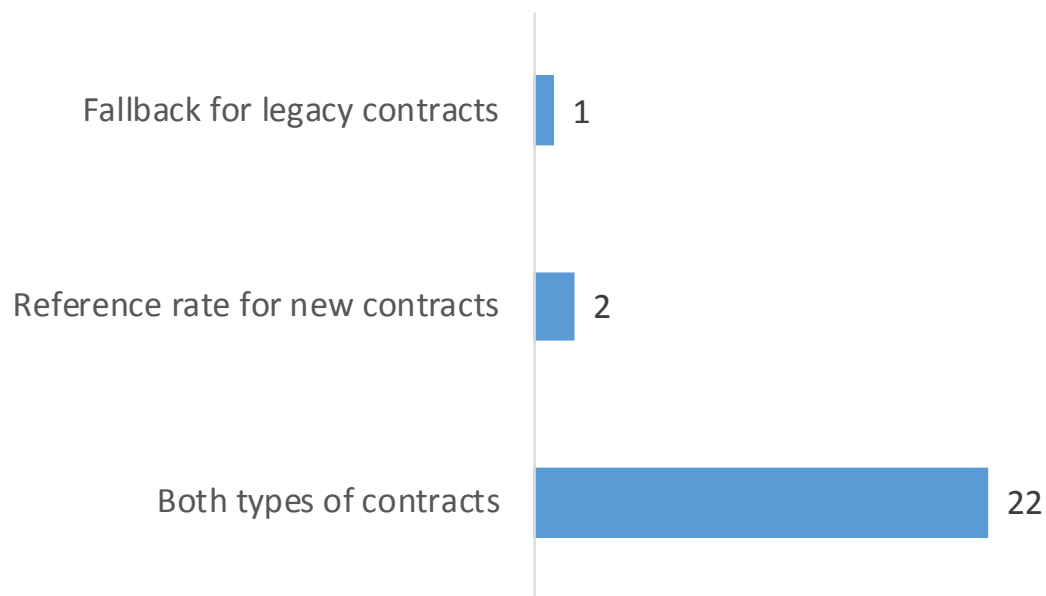 Fallback for legacy contracts 1
Reference rate for new contracts 2
Both types of contracts 22